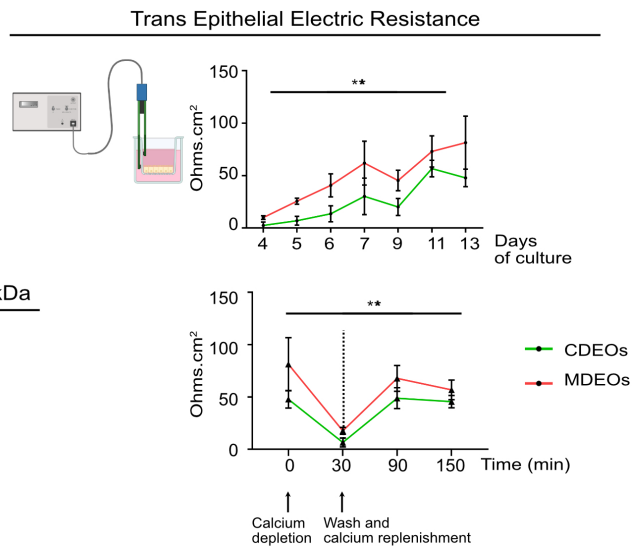 Trans Epithelial Electric Resistance
150
100
50
0
Ohms.cm²
**
4 5 6 7 9 11 13
Days
of culture
kDa
150
100
50
0
Ohms.cm²
**
0 30 90 150
Time (min)
CDEOs
MDEOs
Calcium
depletion
Wash and
calcium replenishment